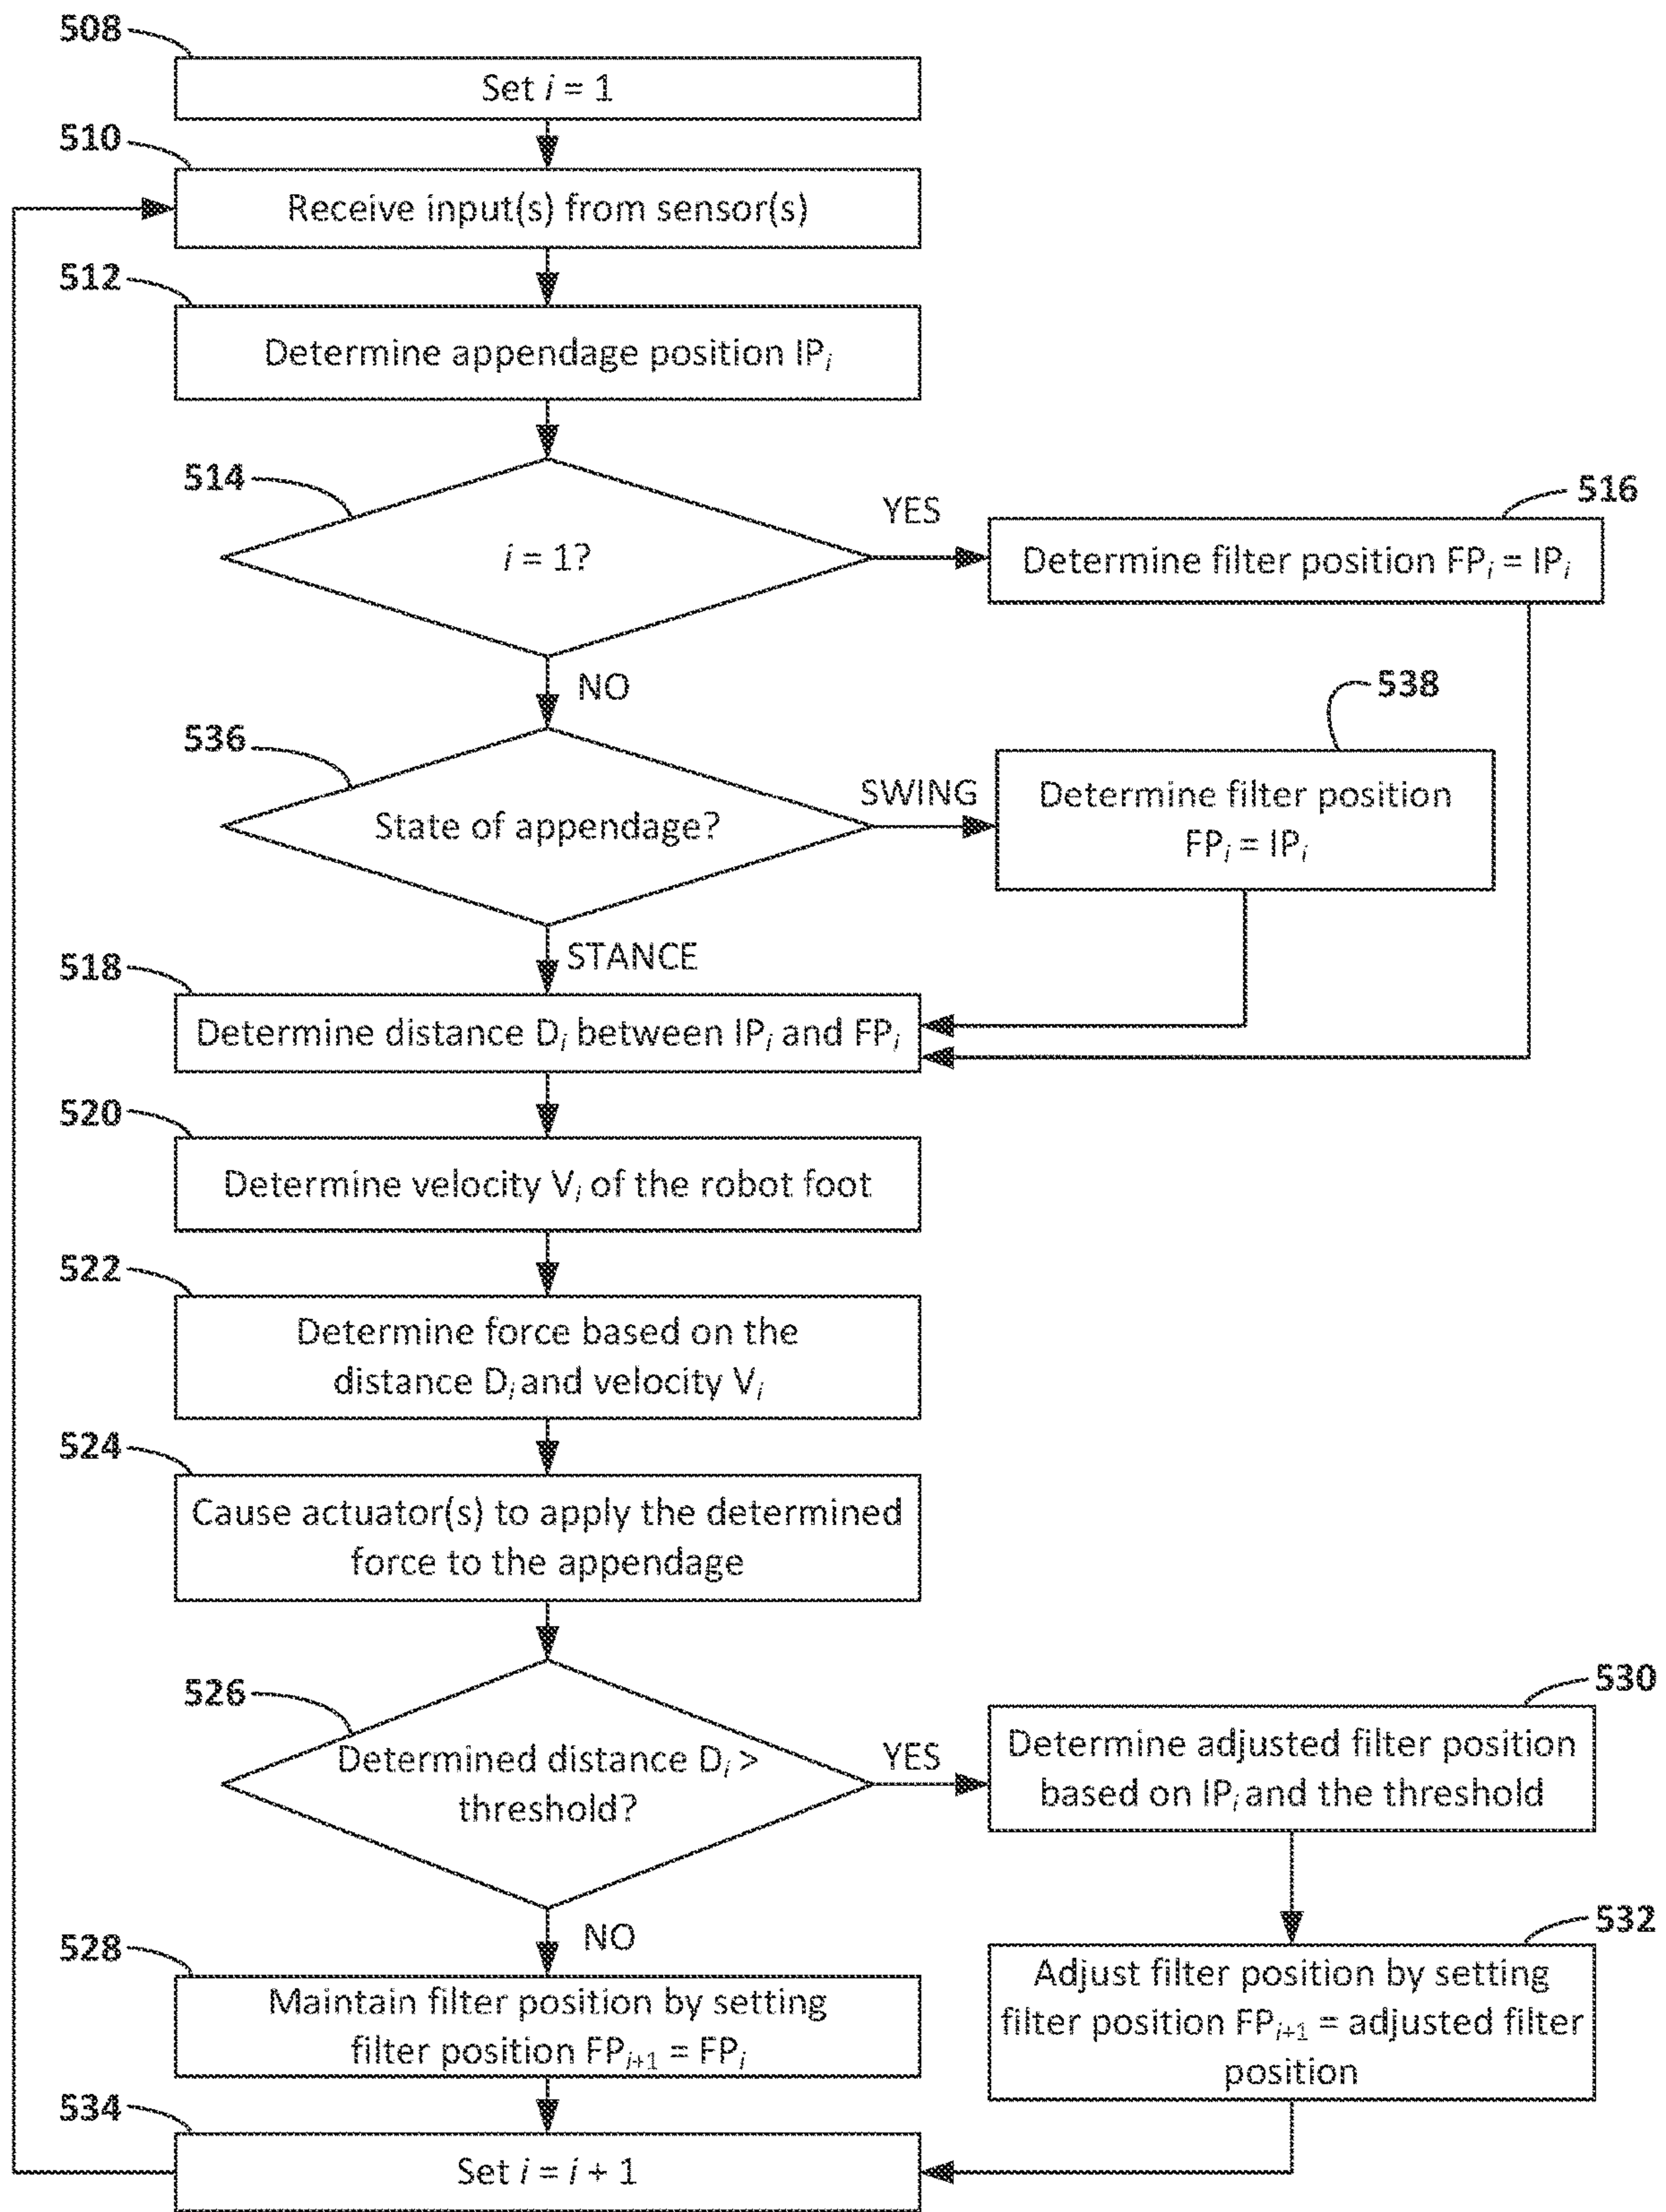 508
Set i = 1
510
Receive input(s) from sensor(s)
512
Determine appendage position IPi
514
i = 1?
YES
516
Determine filter position FPi = IPi
NO
538
536
State of appendage?
SWING
Determine filter position
FPi = IPi
STANCE
518
Determine distance Di between IPi and FPi
520
Determine velocity Vi of the robot foot
522
Determine force based on the
distance Di and velocity Vi
524
Cause actuator(s) to apply the determined
force to the appendage
526
Determined distance Di >
threshold?
YES
530
Determine adjusted filter position
based on IPi and the threshold
NO
528
Maintain filter position by setting
filter position FPi+1 = FPi
532
Adjust filter position by setting
filter position FPi+1 = adjusted filter
position
534
Set i = i + 1